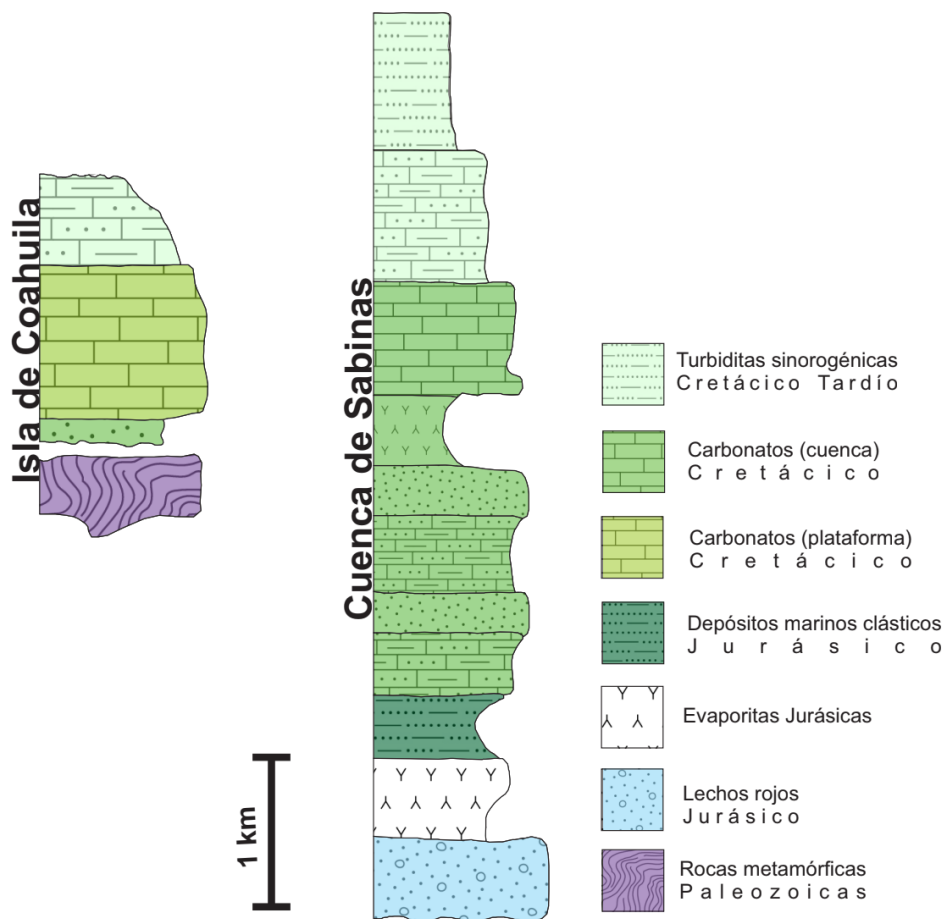 Isla de Coahuila
Cuenca de Sabinas
Turbiditas sinorogénicas
Cretácico Tardío
Carbonatos (cuenca)
Cretácico
Carbonatos (plataforma)
Cretácico
Depósitos marinos clásticos
Jurásico
Evaporitas Jurásicas
Lechos rojos
Jurásico
Rocas metamórficas
Paleozoicas
1 km